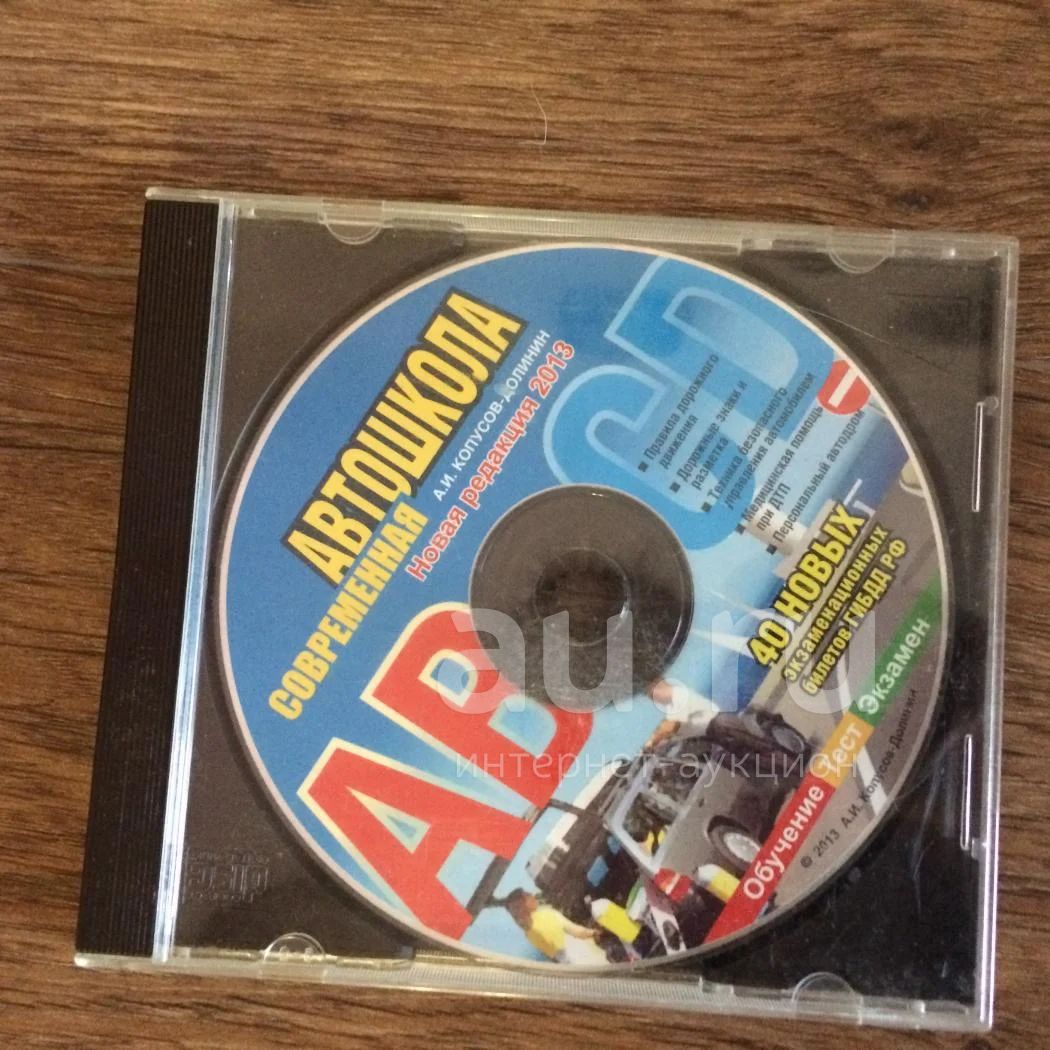 АВТОШКОЛА
СОВРЕМЕННАЯ
А.И. КОПУСОВ-ДОЛИНИН
Новая редакция 2013
АВ
CD
Правила дорожного
движения
Дорожные знаки и
разметка
Техника безопасного
управления автомобилем
Медицинская помощь
при ДТП
Персональный автодром
40 НОВЫХ
экзаменационных
билетов ГИБДД РФ
Обучение Тест Экзамен
© 2013 А.И. Копусов-Долинин
au.ru
интернет-аукцион